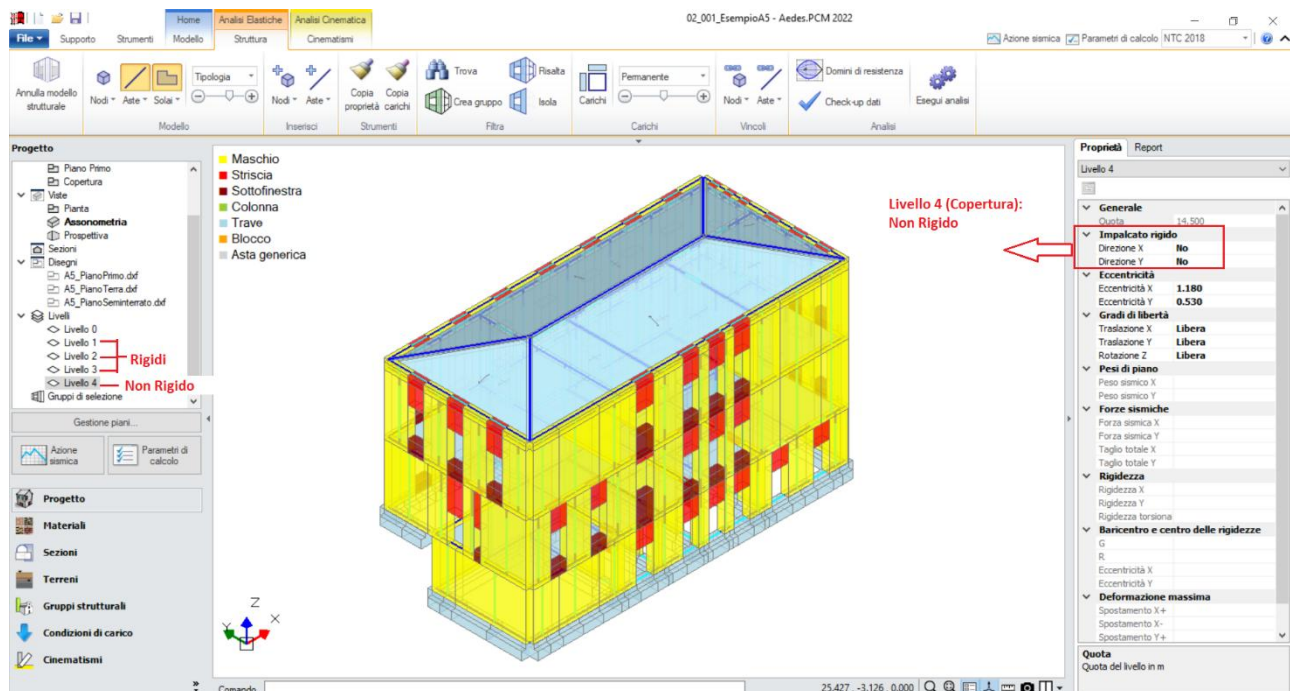 02_001_EsempioA5 - Aedes.PCM 2022
Home Analisi Elastiche Analisi Cinematica
File Supporto Strumenti Modello Struttura Cinematismi
Azione sismica Parametri di calcolo NTC 2018
Annulla modello strutturale
Nodi Aste Solai
Tipologia
Modello
Nodi Aste
Inserisci
Copia proprietà
Copia carichi
Strumenti
Trova
Crea gruppo
Risalta
Isola
Filtra
Carichi
Permanente
Carichi
Nodi Aste
Vincoli
Domini di resistenza
Check-up dati
Esegui analisi
Analisi
Progetto
Piano Primo
Copertura
Viste
Pianta
Assonometria
Prospettiva
Sezioni
Disegni
A5_PianoPrimo.dxf
A5_PianoTerra.dxf
A5_PianoSeminterrato.dxf
Livelli
Livello 0
Livello 1
Livello 2
Livello 3
Livello 4
Rigidi
Non Rigido
Gruppi di selezione
Gestione piani...
Azione sismica
Parametri di calcolo
Progetto
Materiali
Sezioni
Terreni
Gruppi strutturali
Condizioni di carico
Cinematismi
Maschio
Striscia
Sottofinestra
Colonna
Trave
Blocco
Asta generica
Livello 4 (Copertura):
Non Rigido
Z
X
Y
Comando
25.427 -3.126 0.000
Proprietà Report
Livello 4
Generale
Quota 14.500
Impalcato rigido
Direzione X No
Direzione Y No
Eccentricità
Eccentricità X 1.180
Eccentricità Y 0.530
Gradi di libertà
Traslazione X Libera
Traslazione Y Libera
Rotazione Z Libera
Pesi di piano
Peso sismico X
Peso sismico Y
Forze sismiche
Forza sismica X
Forza sismica Y
Taglio totale X
Taglio totale Y
Rigidezza
Rigidezza X
Rigidezza Y
Rigidezza torsiona
Baricentro e centro delle rigidezze
G
R
Eccentricità X
Eccentricità Y
Deformazione massima
Spostamento X+
Spostamento X-
Spostamento Y+
Quota
Quota del livello in m